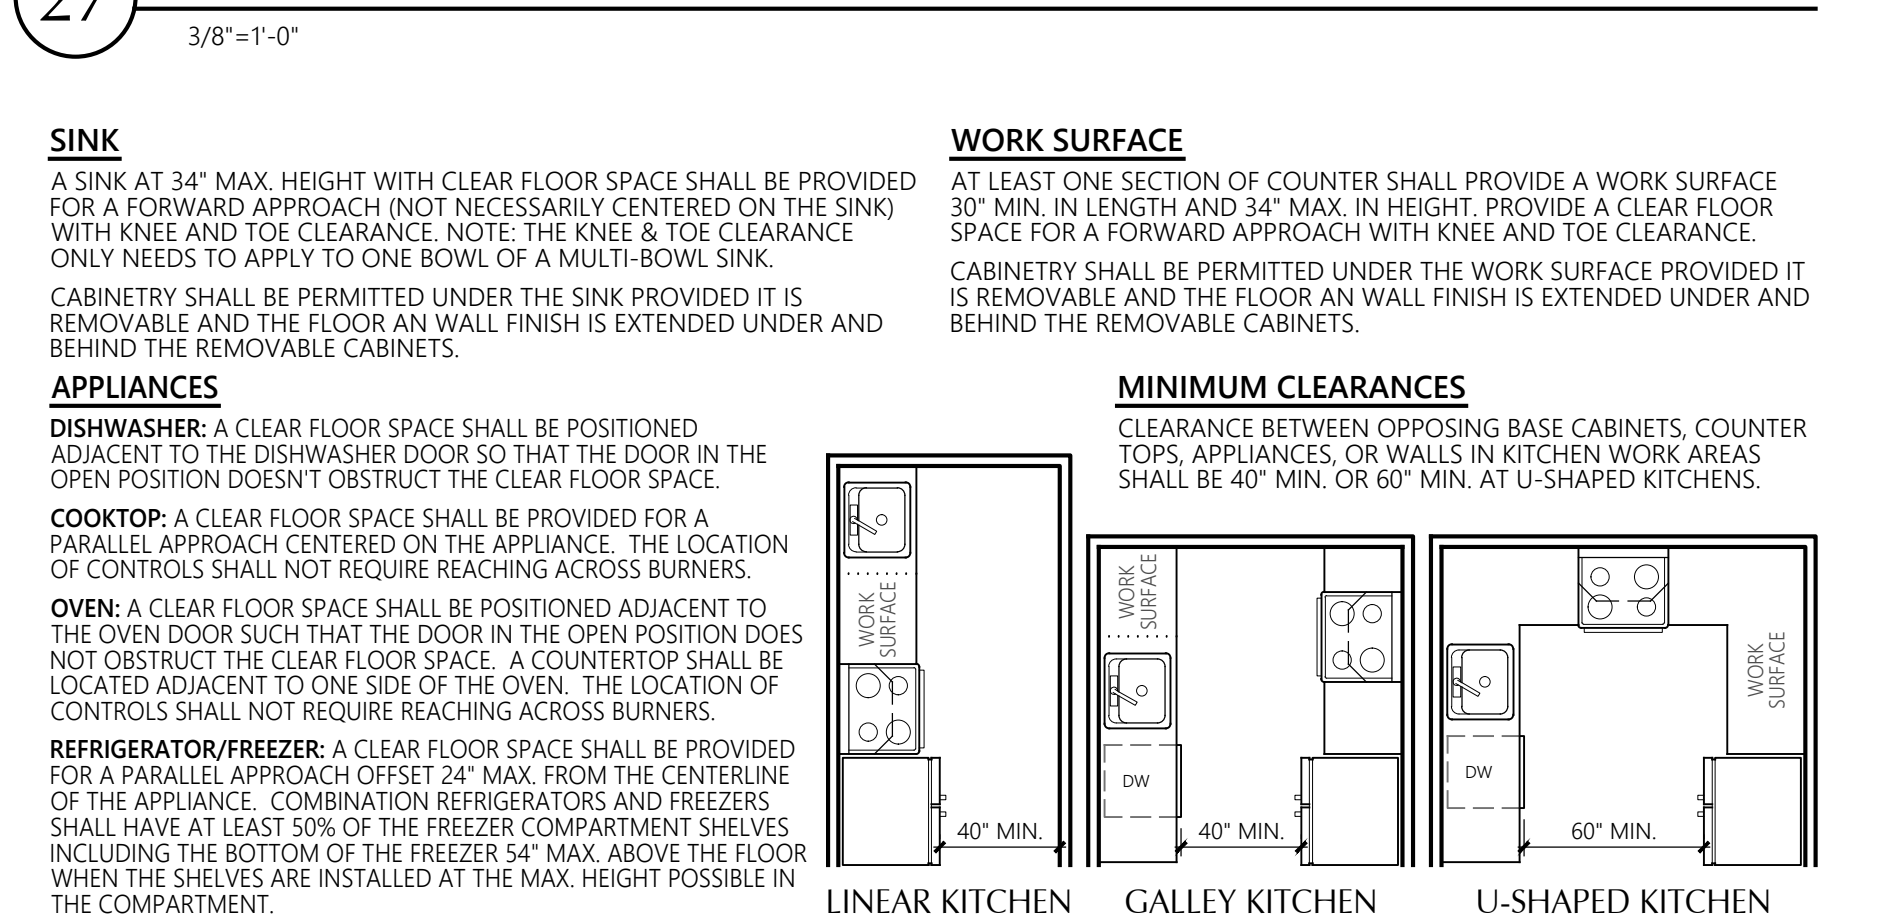 27
3/8"=1'-0"
SINK
A SINK AT 34" MAX. HEIGHT WITH CLEAR FLOOR SPACE SHALL BE PROVIDED
FOR A FORWARD APPROACH (NOT NECESSARILY CENTERED ON THE SINK)
WITH KNEE AND TOE CLEARANCE. NOTE: THE KNEE & TOE CLEARANCE
ONLY NEEDS TO APPLY TO ONE BOWL OF A MULTI-BOWL SINK.
CABINETRY SHALL BE PERMITTED UNDER THE SINK PROVIDED IT IS
REMOVABLE AND THE FLOOR AN WALL FINISH IS EXTENDED UNDER AND
BEHIND THE REMOVABLE CABINETS.
WORK SURFACE
AT LEAST ONE SECTION OF COUNTER SHALL PROVIDE A WORK SURFACE
30" MIN. IN LENGTH AND 34" MAX. IN HEIGHT. PROVIDE A CLEAR FLOOR
SPACE FOR A FORWARD APPROACH WITH KNEE AND TOE CLEARANCE.
CABINETRY SHALL BE PERMITTED UNDER THE WORK SURFACE PROVIDED IT
IS REMOVABLE AND THE FLOOR AN WALL FINISH IS EXTENDED UNDER AND
BEHIND THE REMOVABLE CABINETS.
APPLIANCES
DISHWASHER: A CLEAR FLOOR SPACE SHALL BE POSITIONED
ADJACENT TO THE DISHWASHER DOOR SO THAT THE DOOR IN THE
OPEN POSITION DOESN'T OBSTRUCT THE CLEAR FLOOR SPACE.
COOKTOP: A CLEAR FLOOR SPACE SHALL BE PROVIDED FOR A
PARALLEL APPROACH CENTERED ON THE APPLIANCE. THE LOCATION
OF CONTROLS SHALL NOT REQUIRE REACHING ACROSS BURNERS.
OVEN: A CLEAR FLOOR SPACE SHALL BE POSITIONED ADJACENT TO
THE OVEN DOOR SUCH THAT THE DOOR IN THE OPEN POSITION DOES
NOT OBSTRUCT THE CLEAR FLOOR SPACE. A COUNTERTOP SHALL BE
LOCATED ADJACENT TO ONE SIDE OF THE OVEN. THE LOCATION OF
CONTROLS SHALL NOT REQUIRE REACHING ACROSS BURNERS.
REFRIGERATOR/FREEZER: A CLEAR FLOOR SPACE SHALL BE PROVIDED
FOR A PARALLEL APPROACH OFFSET 24" MAX. FROM THE CENTERLINE
OF THE APPLIANCE. COMBINATION REFRIGERATORS AND FREEZERS
SHALL HAVE AT LEAST 50% OF THE FREEZER COMPARTMENT SHELVES
INCLUDING THE BOTTOM OF THE FREEZER 54" MAX. ABOVE THE FLOOR
WHEN THE SHELVES ARE INSTALLED AT THE MAX. HEIGHT POSSIBLE IN
THE COMPARTMENT.
MINIMUM CLEARANCES
CLEARANCE BETWEEN OPPOSING BASE CABINETS, COUNTER
TOPS, APPLIANCES, OR WALLS IN KITCHEN WORK AREAS
SHALL BE 40" MIN. OR 60" MIN. AT U-SHAPED KITCHENS.
WORK
SURFACE
40" MIN.
LINEAR KITCHEN
WORK
SURFACE
DW
40" MIN.
GALLEY KITCHEN
WORK
SURFACE
DW
60" MIN.
U-SHAPED KITCHEN